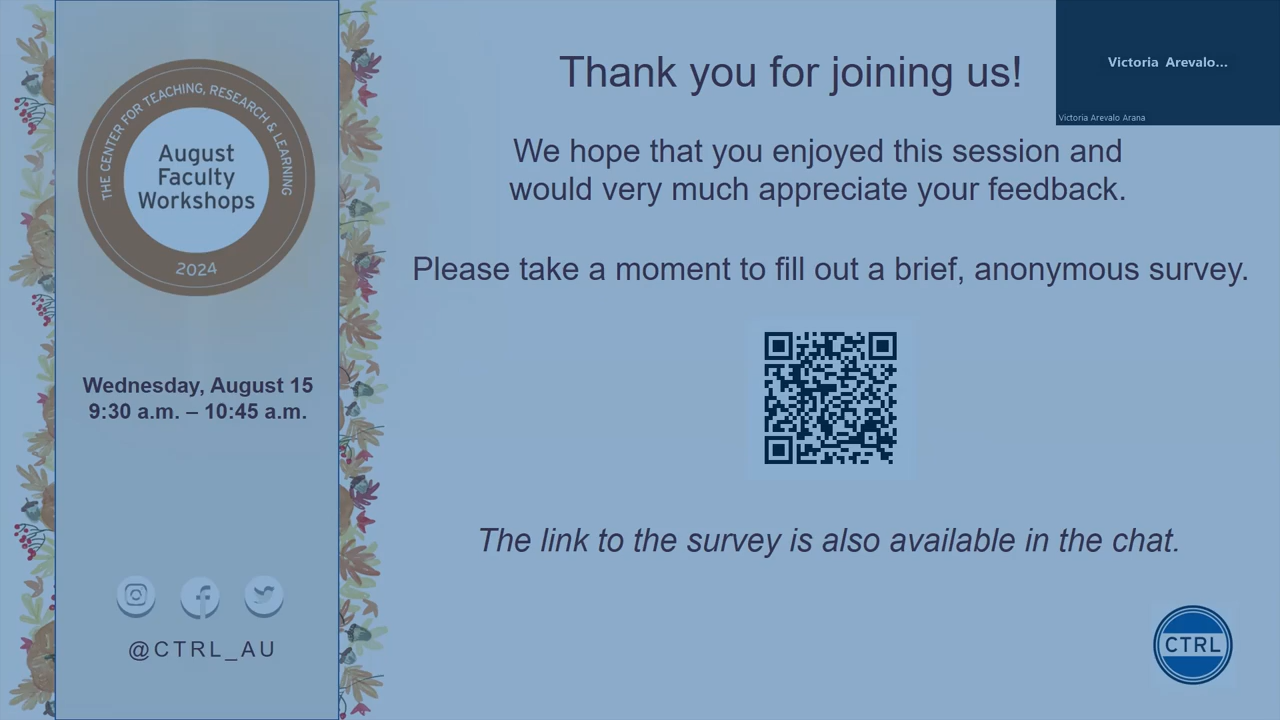 THE CENTER FOR TEACHING, RESEARCH & LEARNING
August
Faculty
Workshops
2024
Wednesday, August 15
9:30 a.m. – 10:45 a.m.
@CTRL_AU
Thank you for joining us!
We hope that you enjoyed this session and
would very much appreciate your feedback.
Please take a moment to fill out a brief, anonymous survey.
The link to the survey is also available in the chat.
CTRL
Victoria Arevalo...
Victoria Arevalo Arana